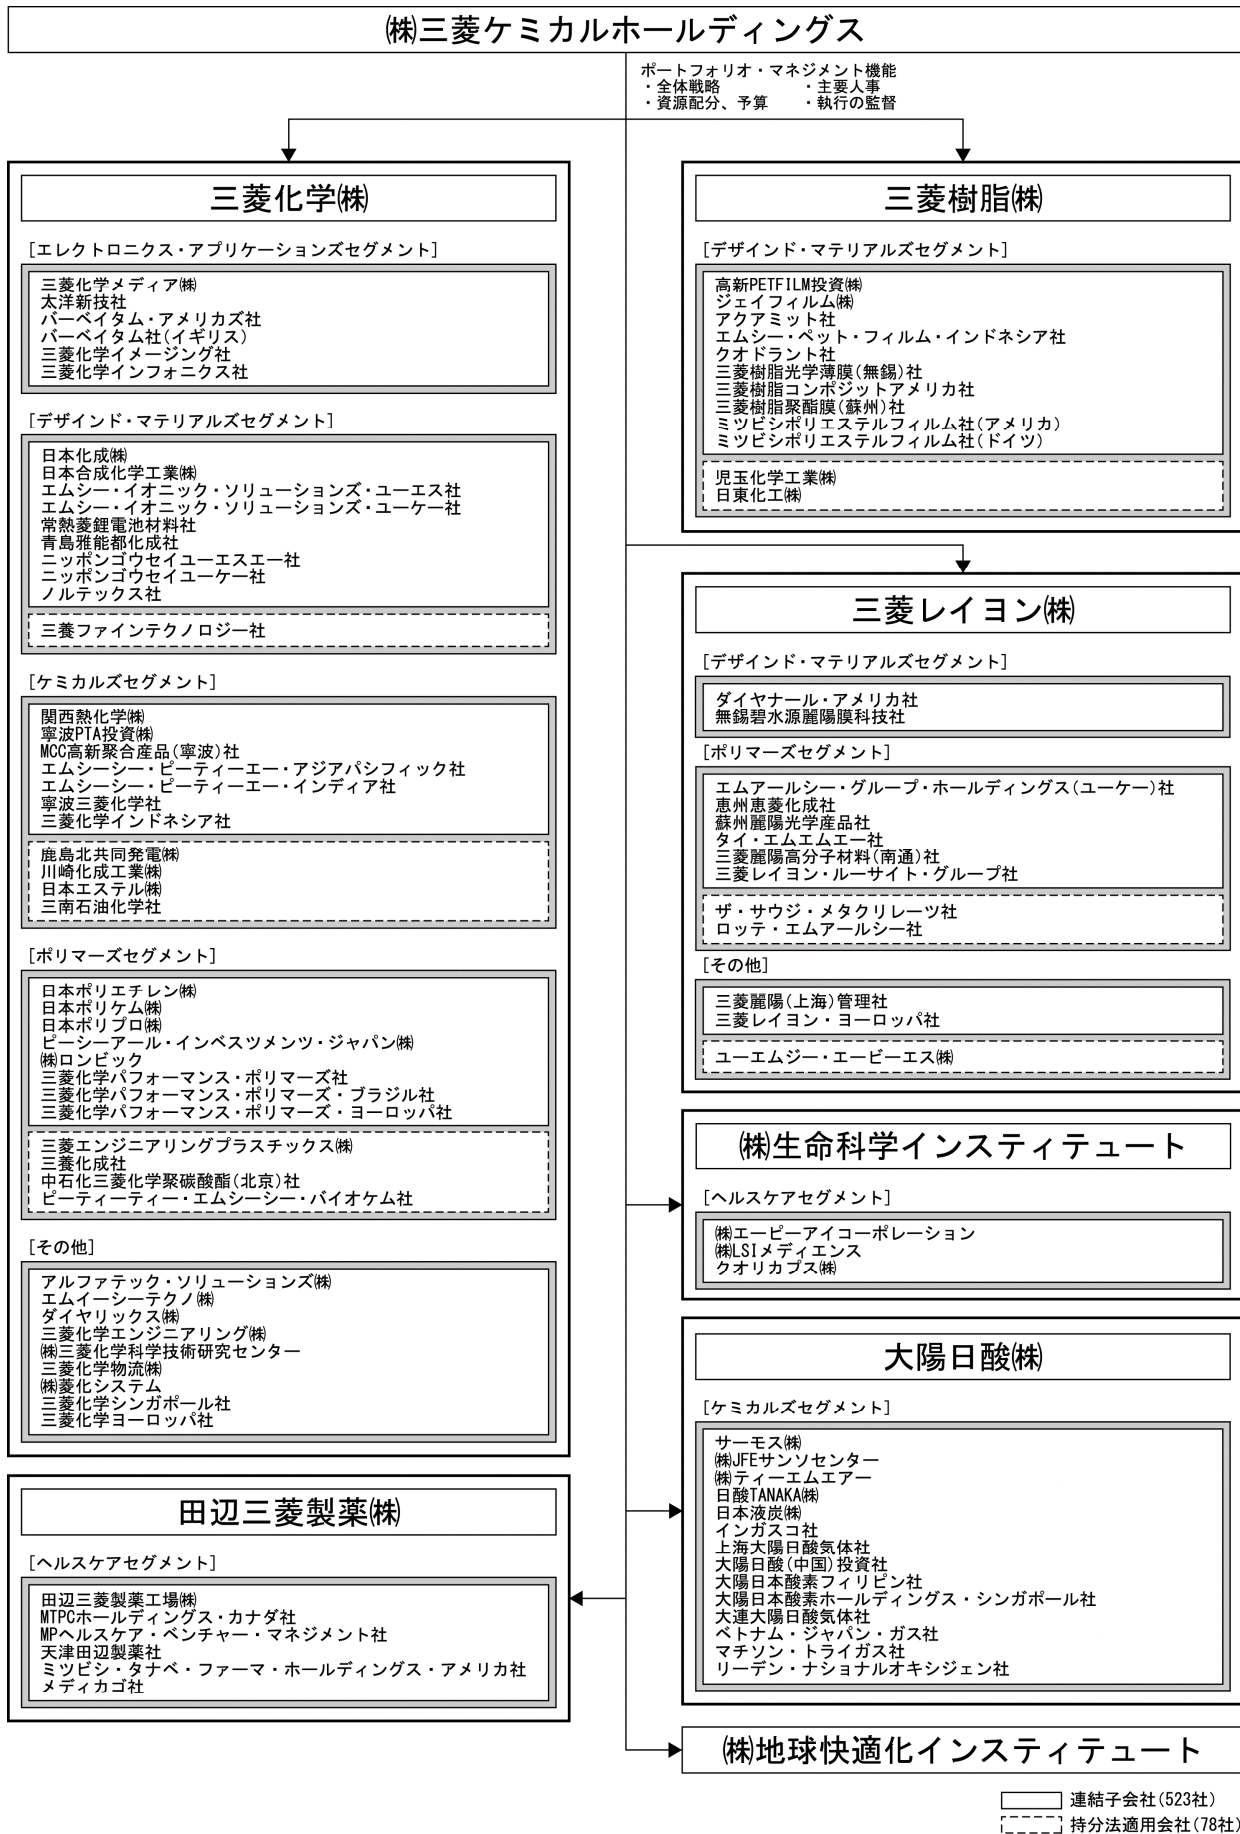 ㈱三菱ケミカルホールディングス
ポートフォリオ・マネジメント機能
・全体戦略　・主要人事
・資源配分、予算　・執行の監督
三菱化学㈱
[エレクトロニクス・アプリケーションズセグメント]
三菱化学メディア㈱
太洋新技社
バーベイタム・アメリカズ社
バーベイタム社(イギリス)
三菱化学イメージング社
三菱化学インフォニクス社
[デザインド・マテリアルズセグメント]
日本化成㈱
日本合成化学工業㈱
エムシー・イオニック・ソリューションズ・ユーエス社
エムシー・イオニック・ソリューションズ・ユーケー社
常熟菱鋰電池材料社
青島雅能都化成社
ニッポンゴウセイユーエスエー社
ニッポンゴウセイユーケー社
ノルテックス社
三養ファインテクノロジー社
[ケミカルズセグメント]
関西熱化学㈱
寧波PTA投資㈱
MCC高新聚合産品(寧波)社
エムシーシー・ピーティーエー・アジアパシフィック社
エムシーシー・ピーティーエー・インディア社
寧波三菱化学社
三菱化学インドネシア社
鹿島北共同発電㈱
川崎化成工業㈱
日本エステル㈱
三南石油化学社
[ポリマーズセグメント]
日本ポリエチレン㈱
日本ポリケム㈱
日本ポリプロ㈱
ピーシーアール・インベスツメンツ・ジャパン㈱
㈱ロンビック
三菱化学パフォーマンス・ポリマーズ社
三菱化学パフォーマンス・ポリマーズ・ブラジル社
三菱化学パフォーマンス・ポリマーズ・ヨーロッパ社
三菱エンジニアリングプラスチックス㈱
三養化成社
中石化三菱化学聚碳酸酯(北京)社
ピーティーティー・エムシーシー・バイオケム社
[その他]
アルファテック・ソリューションズ㈱
エムイーシーテクノ㈱
ダイヤリックス㈱
三菱化学エンジニアリング㈱
㈱三菱化学科学技術研究センター
三菱化学物流㈱
㈱菱化システム
三菱化学シンガポール社
三菱化学ヨーロッパ社
田辺三菱製薬㈱
[ヘルスケアセグメント]
田辺三菱製薬工場㈱
MTPCホールディングス・カナダ社
MPヘルスケア・ベンチャー・マネジメント社
天津田辺製薬社
ミツビシ・タナベ・ファーマ・ホールディングス・アメリカ社
メディカゴ社
三菱樹脂㈱
[デザインド・マテリアルズセグメント]
高新PETFILM投資㈱
ジェイフィルム㈱
アクアミット社
エムシー・ペット・フィルム・インドネシア社
クオドラント社
三菱樹脂光学薄膜(無錫)社
三菱樹脂コンポジットアメリカ社
三菱樹脂聚酯膜(蘇州)社
ミツビシポリエステルフィルム社(アメリカ)
ミツビシポリエステルフィルム社(ドイツ)
児玉化学工業㈱
日東化工㈱
三菱レイヨン㈱
[デザインド・マテリアルズセグメント]
ダイヤナール・アメリカ社
無錫碧水源麗陽膜科技社
[ポリマーズセグメント]
エムアールシー・グループ・ホールディングス(ユーケー)社
恵州恵菱化成社
蘇州麗陽光学産品社
タイ・エムエムエー社
三菱麗陽高分子材料(南通)社
三菱レイヨン・ルーサイト・グループ社
ザ・サウジ・メタクリレーツ社
ロッテ・エムアールシー社
[その他]
三菱麗陽(上海)管理社
三菱レイヨン・ヨーロッパ社
ユーエムジー・エービーエス㈱
㈱生命科学インスティテュート
[ヘルスケアセグメント]
㈱エーピーアイコーポレーション
㈱LSIメディエンス
クオリカプス㈱
大陽日酸㈱
[ケミカルズセグメント]
サーモス㈱
㈱JFEサンソセンター
㈱ティーエムエアー
日酸TANAKA㈱
日本液炭㈱
インガスコ社
上海大陽日酸気体社
大陽日酸(中国)投資社
大陽日本酸素フィリピン社
大陽日本酸素ホールディングス・シンガポール社
大連大陽日酸気体社
ベトナム・ジャパン・ガス社
マチソン・トライガス社
リーデン・ナショナルオキシジェン社
㈱地球快適化インスティテュート
連結子会社(523社)
持分法適用会社(78社)